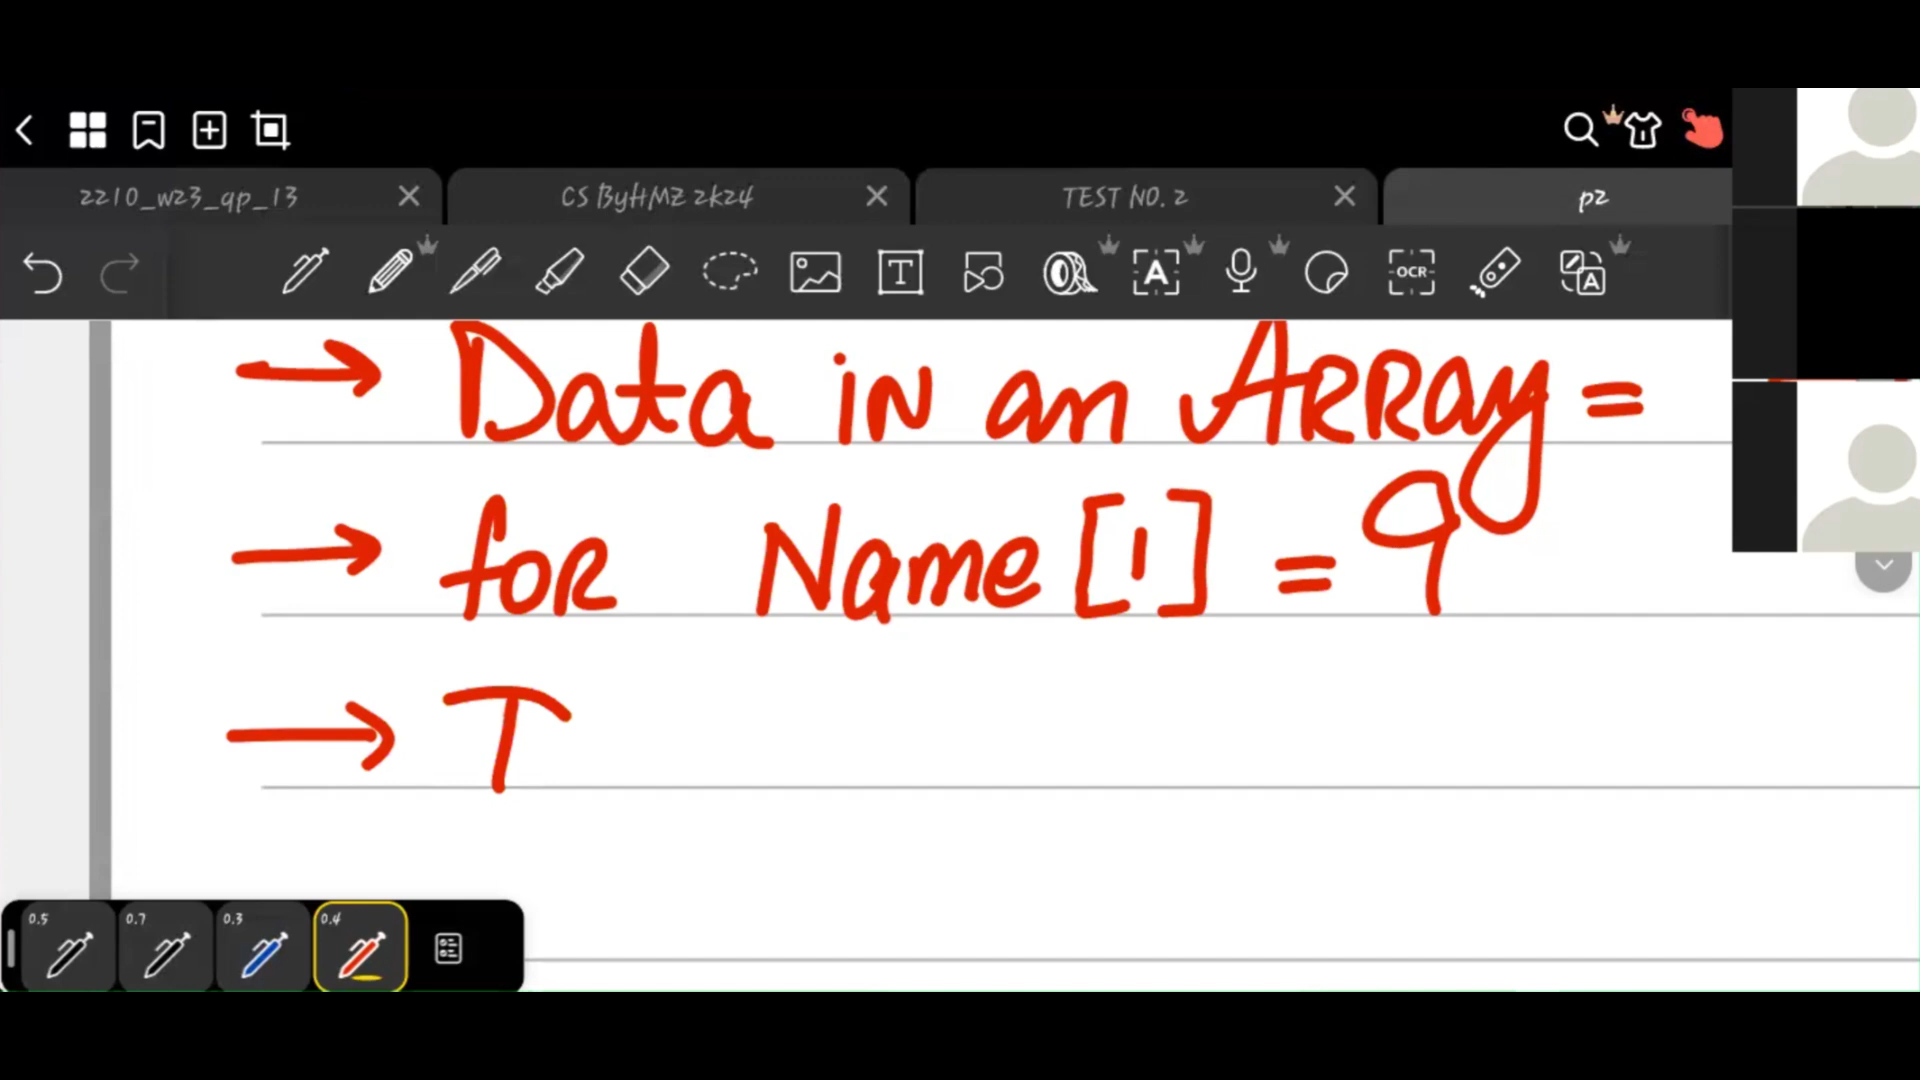 2210_w23_qp_13
CS ByHMZ 2k24
TEST NO. 2
p2
T
A
OCR
A
→ Data in an Array =
→ for Name[1] = 9
→ T
0.5
0.7
0.3
0.4